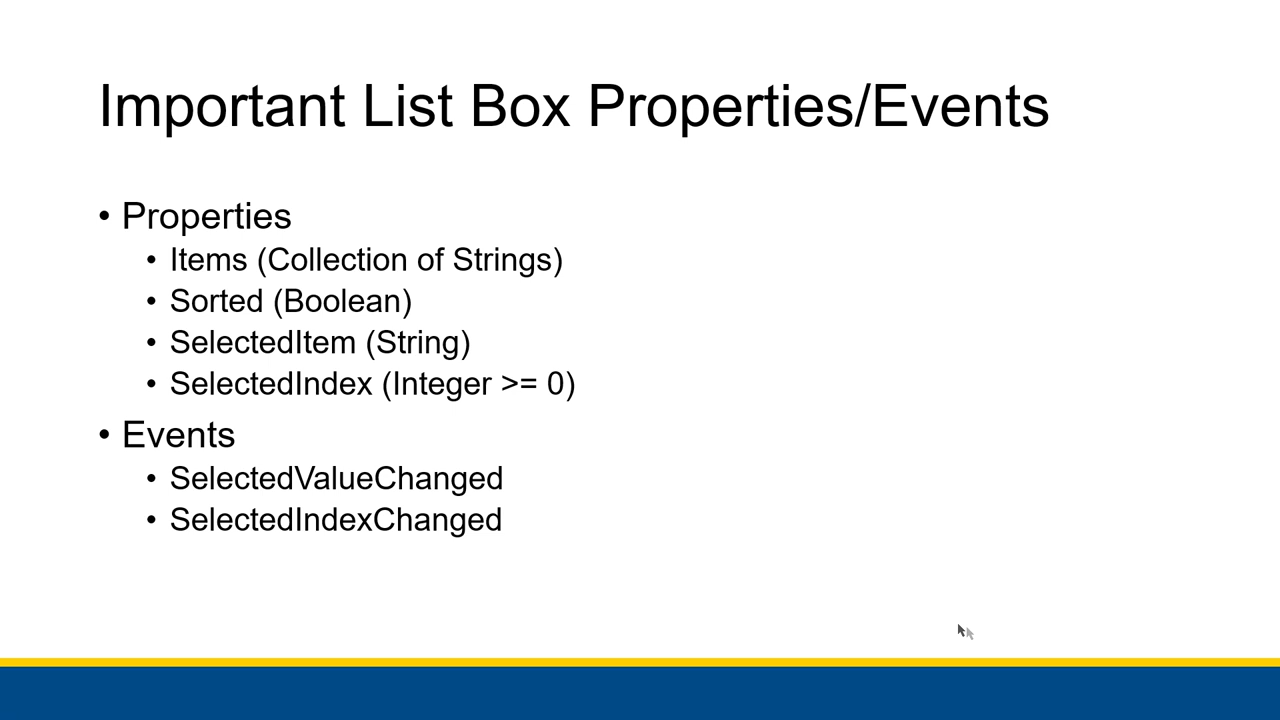 Important List Box Properties/Events
• Properties
• Items (Collection of Strings)
• Sorted (Boolean)
• SelectedItem (String)
• SelectedIndex (Integer >= 0)
• Events
• SelectedValueChanged
• SelectedIndexChanged